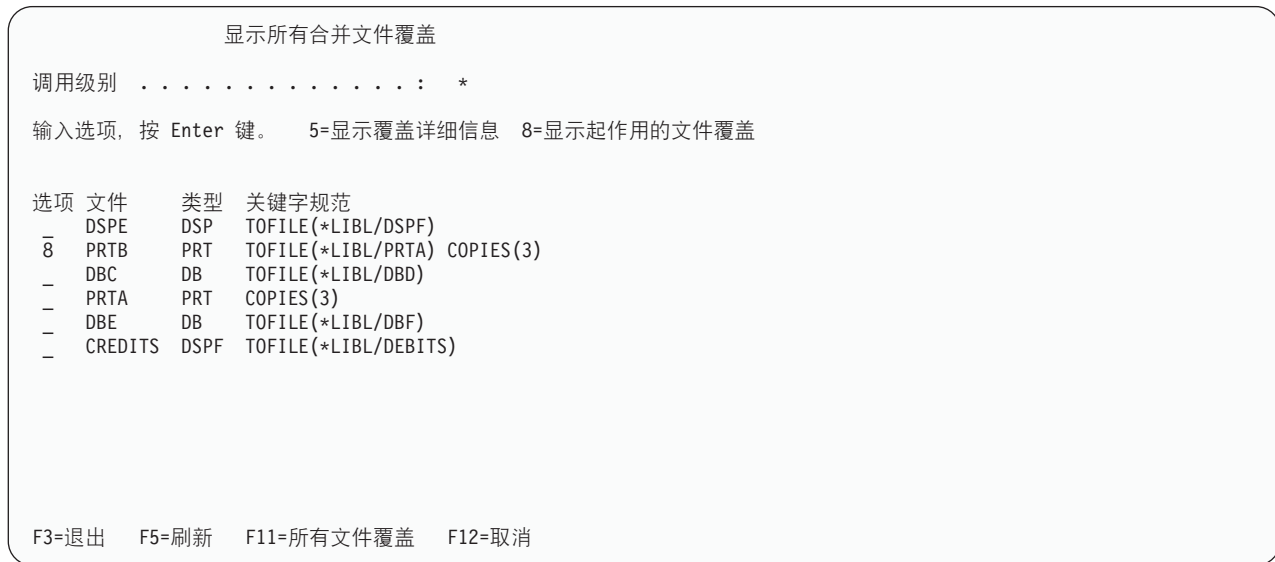 显示所有合并文件覆盖
调用级别 . . . . . . . . . . . . . : *
输入选项, 按 Enter 键。 5=显示覆盖详细信息 8=显示起作用的文件覆盖
选项 文件 类型 关键字规范
_ DSPE DSP TOFILE(*LIBL/DSPF)
8 PRTB PRT TOFILE(*LIBL/PRTA) COPIES(3)
_ DBC DB TOFILE(*LIBL/DBD)
_ PRTA PRT COPIES(3)
_ DBE DB TOFILE(*LIBL/DBF)
_ CREDITS DSPF TOFILE(*LIBL/DEBITS)
F3=退出 F5=刷新 F11=所有文件覆盖 F12=取消